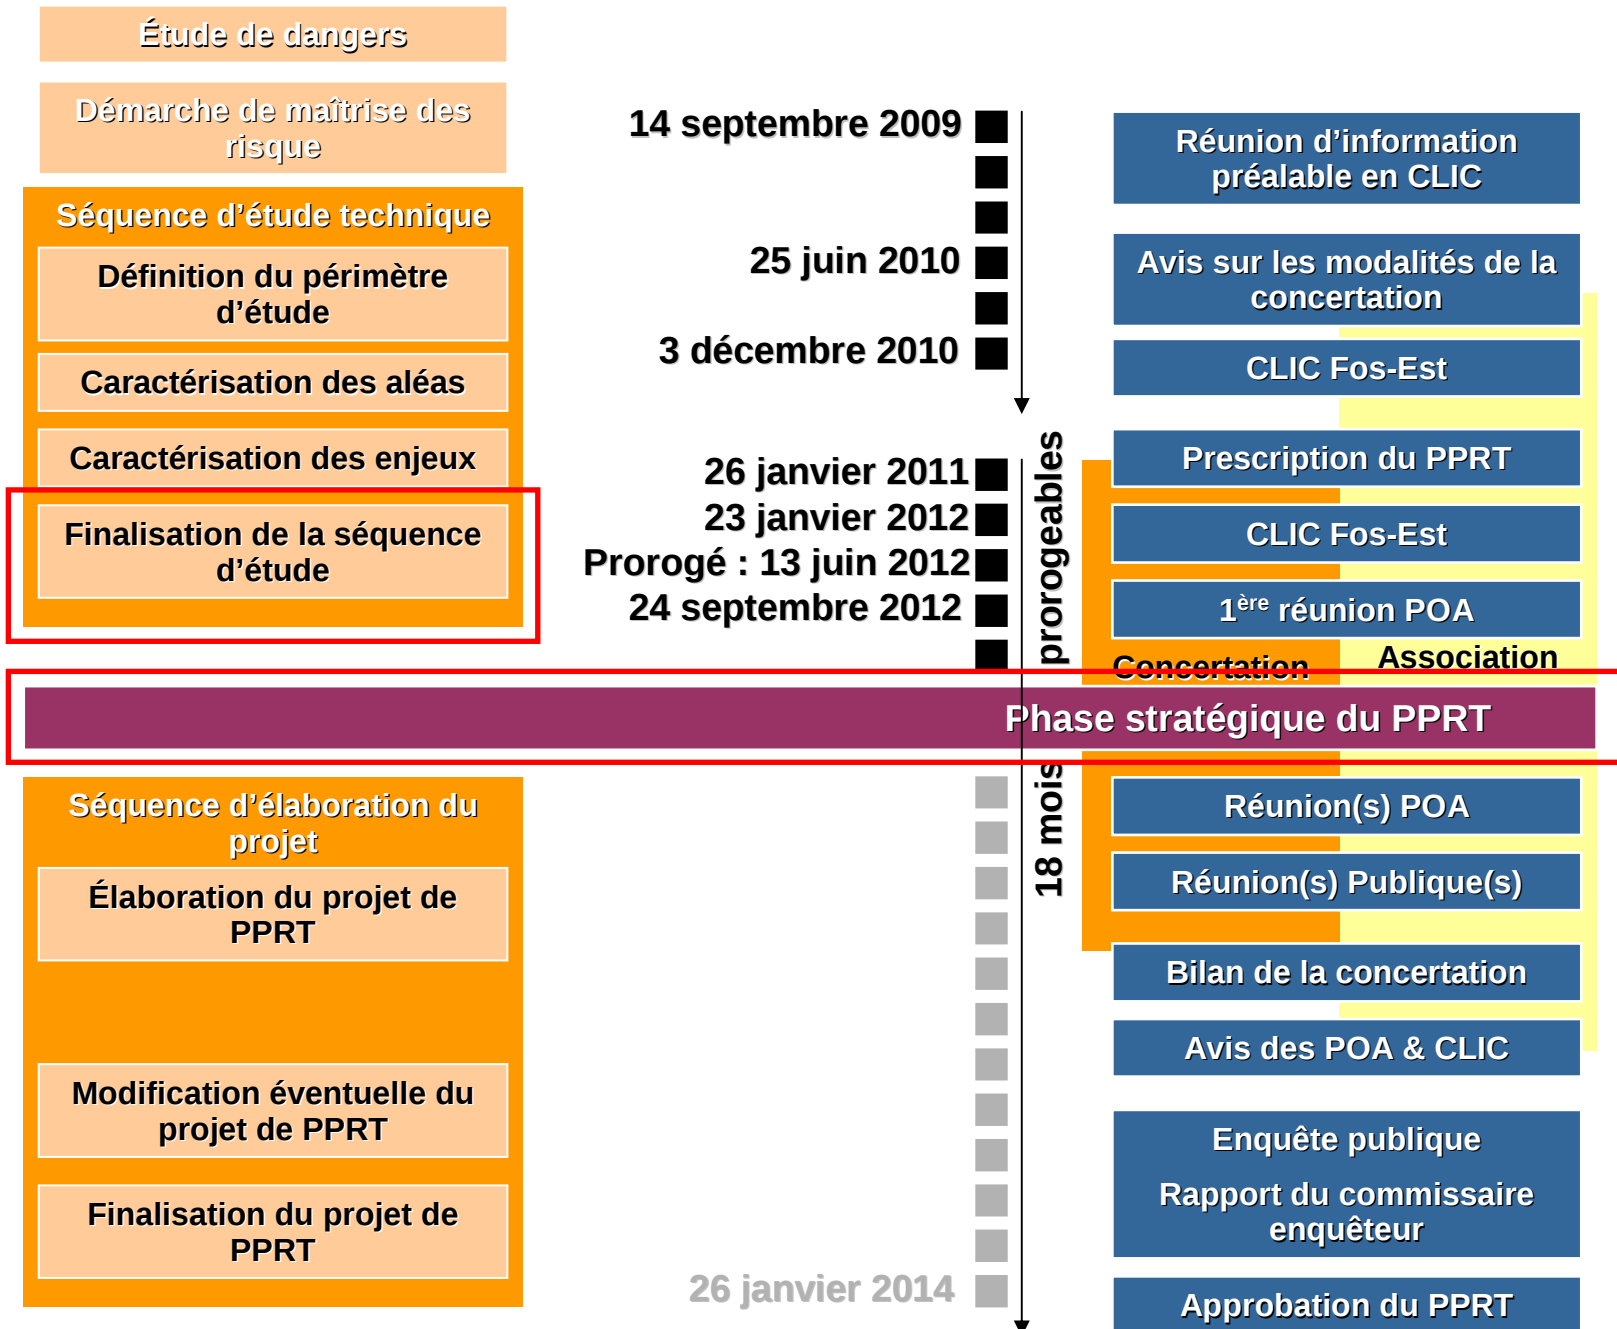 Étude de dangers
Démarche de maîtrise des
risque
Séquence d’étude technique
Définition du périmètre
d’étude
Caractérisation des aléas
Caractérisation des enjeux
Finalisation de la séquence
d’étude
14 septembre 2009
25 juin 2010
3 décembre 2010
26 janvier 2011
23 janvier 2012
Prorogé : 13 juin 2012
24 septembre 2012
18 mois prorogeables
Réunion d’information
préalable en CLIC
Avis sur les modalités de la
concertation
CLIC Fos-Est
Prescription du PPRT
CLIC Fos-Est
1ère réunion POA
Concertation
Association
Phase stratégique du PPRT
Séquence d’élaboration du
projet
Élaboration du projet de
PPRT
Modification éventuelle du
projet de PPRT
Finalisation du projet de
PPRT
26 janvier 2014
Réunion(s) POA
Réunion(s) Publique(s)
Bilan de la concertation
Avis des POA & CLIC
Enquête publique
Rapport du commissaire
enquêteur
Approbation du PPRT